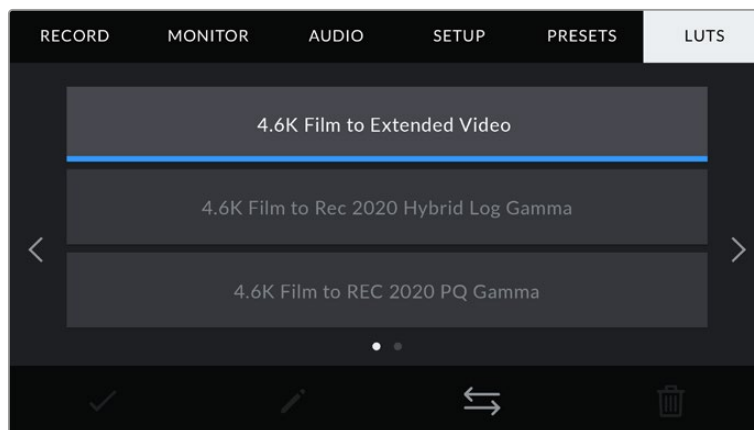 RECORD MONITOR AUDIO SETUP PRESETS LUTS
4.6K Film to Extended Video
4.6K Film to Rec 2020 Hybrid Log Gamma
4.6K Film to REC 2020 PQ Gamma